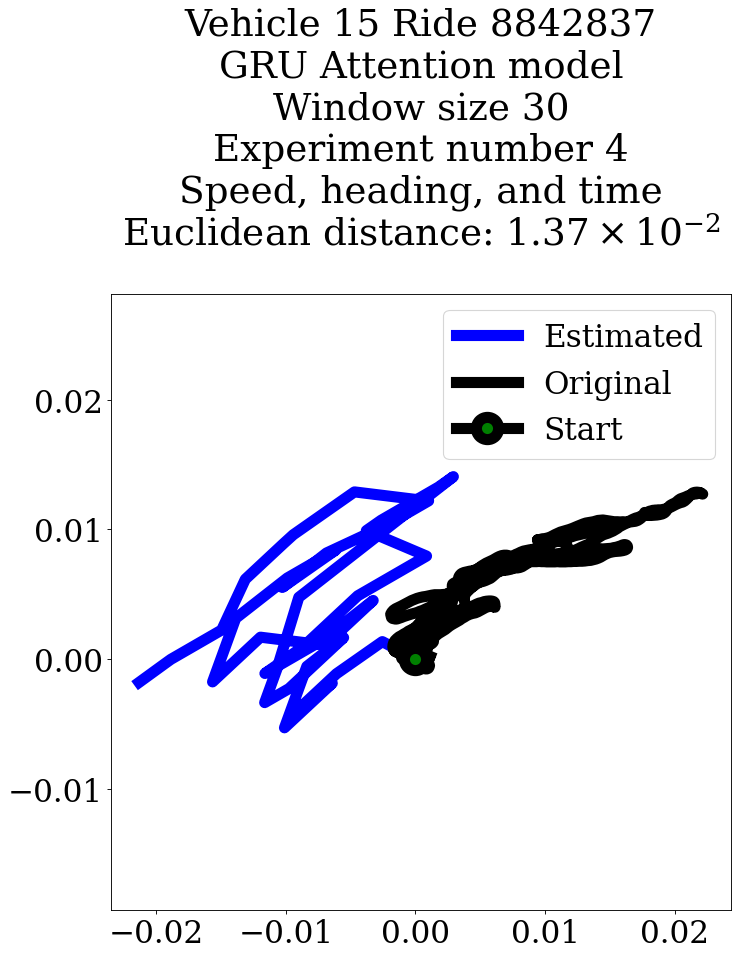 Vehicle 15 Ride 8842837
GRU Attention model
Window size 30
Experiment number 4
Speed, heading, and time
Euclidean distance: 1.37 × 10⁻²
Estimated
Original
Start
0.02
0.01
0.00
−0.01
−0.02 −0.01 0.00 0.01 0.02